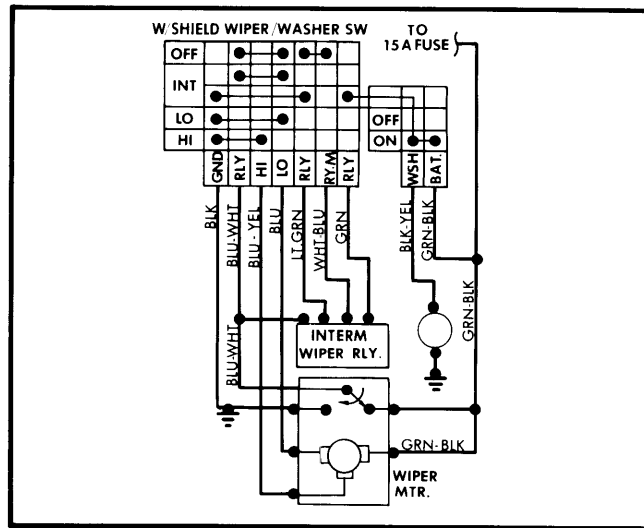 W/SHIELD WIPER/WASHER SW
TO
15A FUSE
OFF
INT
LO
HI
OFF
ON
GND
RLY
HI
LO
RLY
RY.M
RLY
WSH
BAT.
BLK
BLU-WHT
BLU-YEL
BLU
LT.GRN
WHT-BLU
GRN
BLK-YEL
GRN-BLK
GRN-BLK
BLU-WHT
INTERM
WIPER RLY.
GRN-BLK
WIPER
MTR.